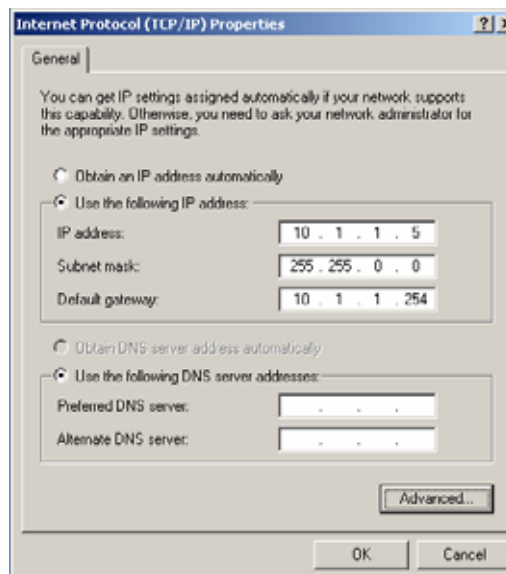 Internet Protocol (TCP/IP) Properties
General
You can get IP settings assigned automatically if your network supports
this capability. Otherwise, you need to ask your network administrator for
the appropriate IP settings.
Obtain an IP address automatically
Use the following IP address:
IP address: 10 . 1 . 1 . 5
Subnet mask: 255 . 255 . 0 . 0
Default gateway: 10 . 1 . 1 . 254
Obtain DNS server address automatically
Use the following DNS server addresses:
Preferred DNS server: . . .
Alternate DNS server: . . .
Advanced...
OK Cancel